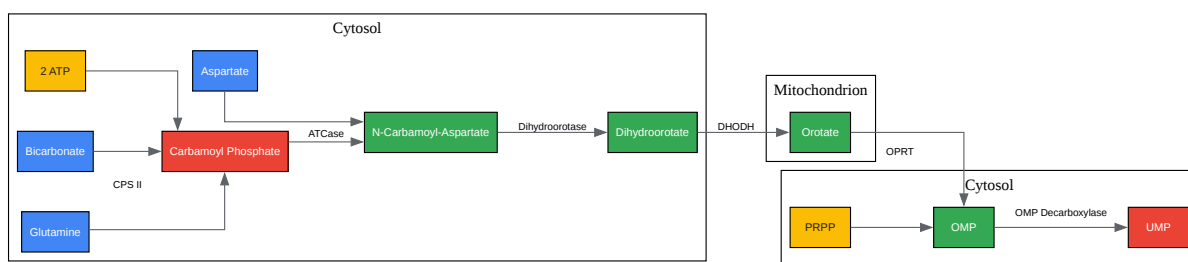 Cytosol
2 ATP
Aspartate
Bicarbonate
Carbamoyl Phosphate
CPS II
Glutamine
ATCase
N-Carbamoyl-Aspartate
Dihydroorotase
Dihydroorotate
DHODH
Mitochondrion
Orotate
OPRT
Cytosol
PRPP
OMP
OMP Decarboxylase
UMP